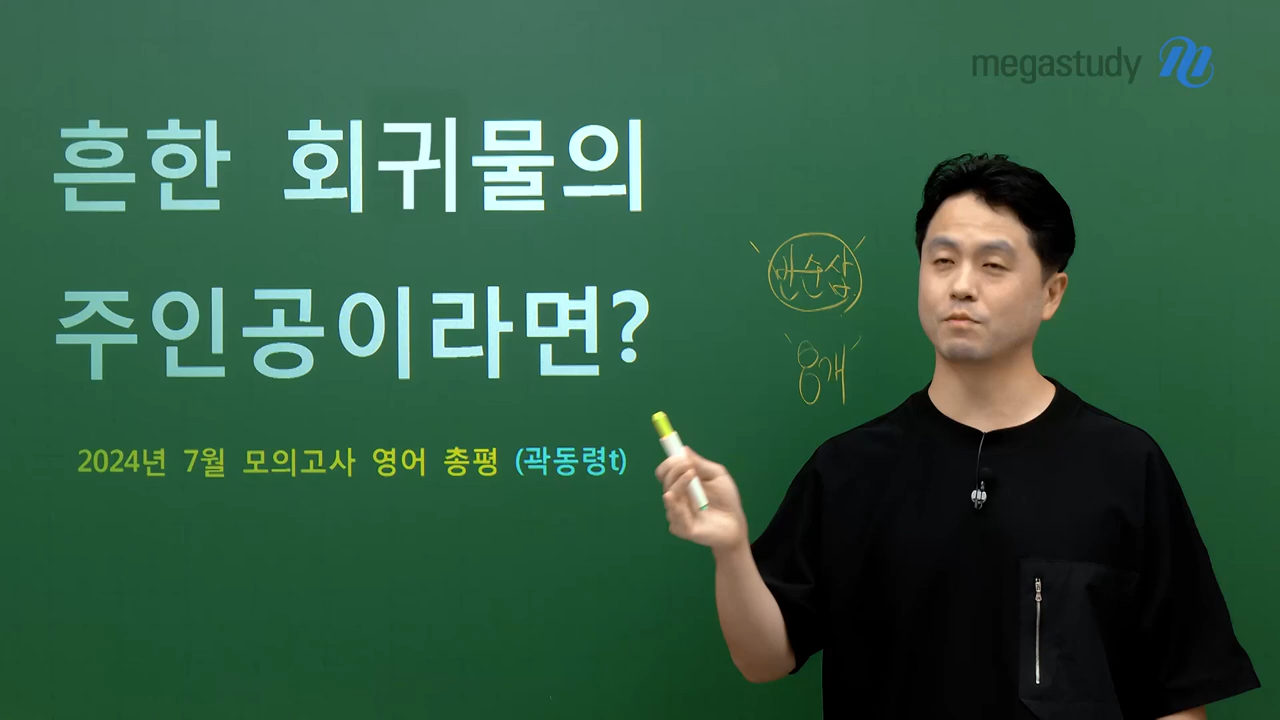 megastudy
흔한 회귀물의
주인공이라면?
빈순삽
용개
2024년 7월 모의고사 영어 총평 (곽동령t)